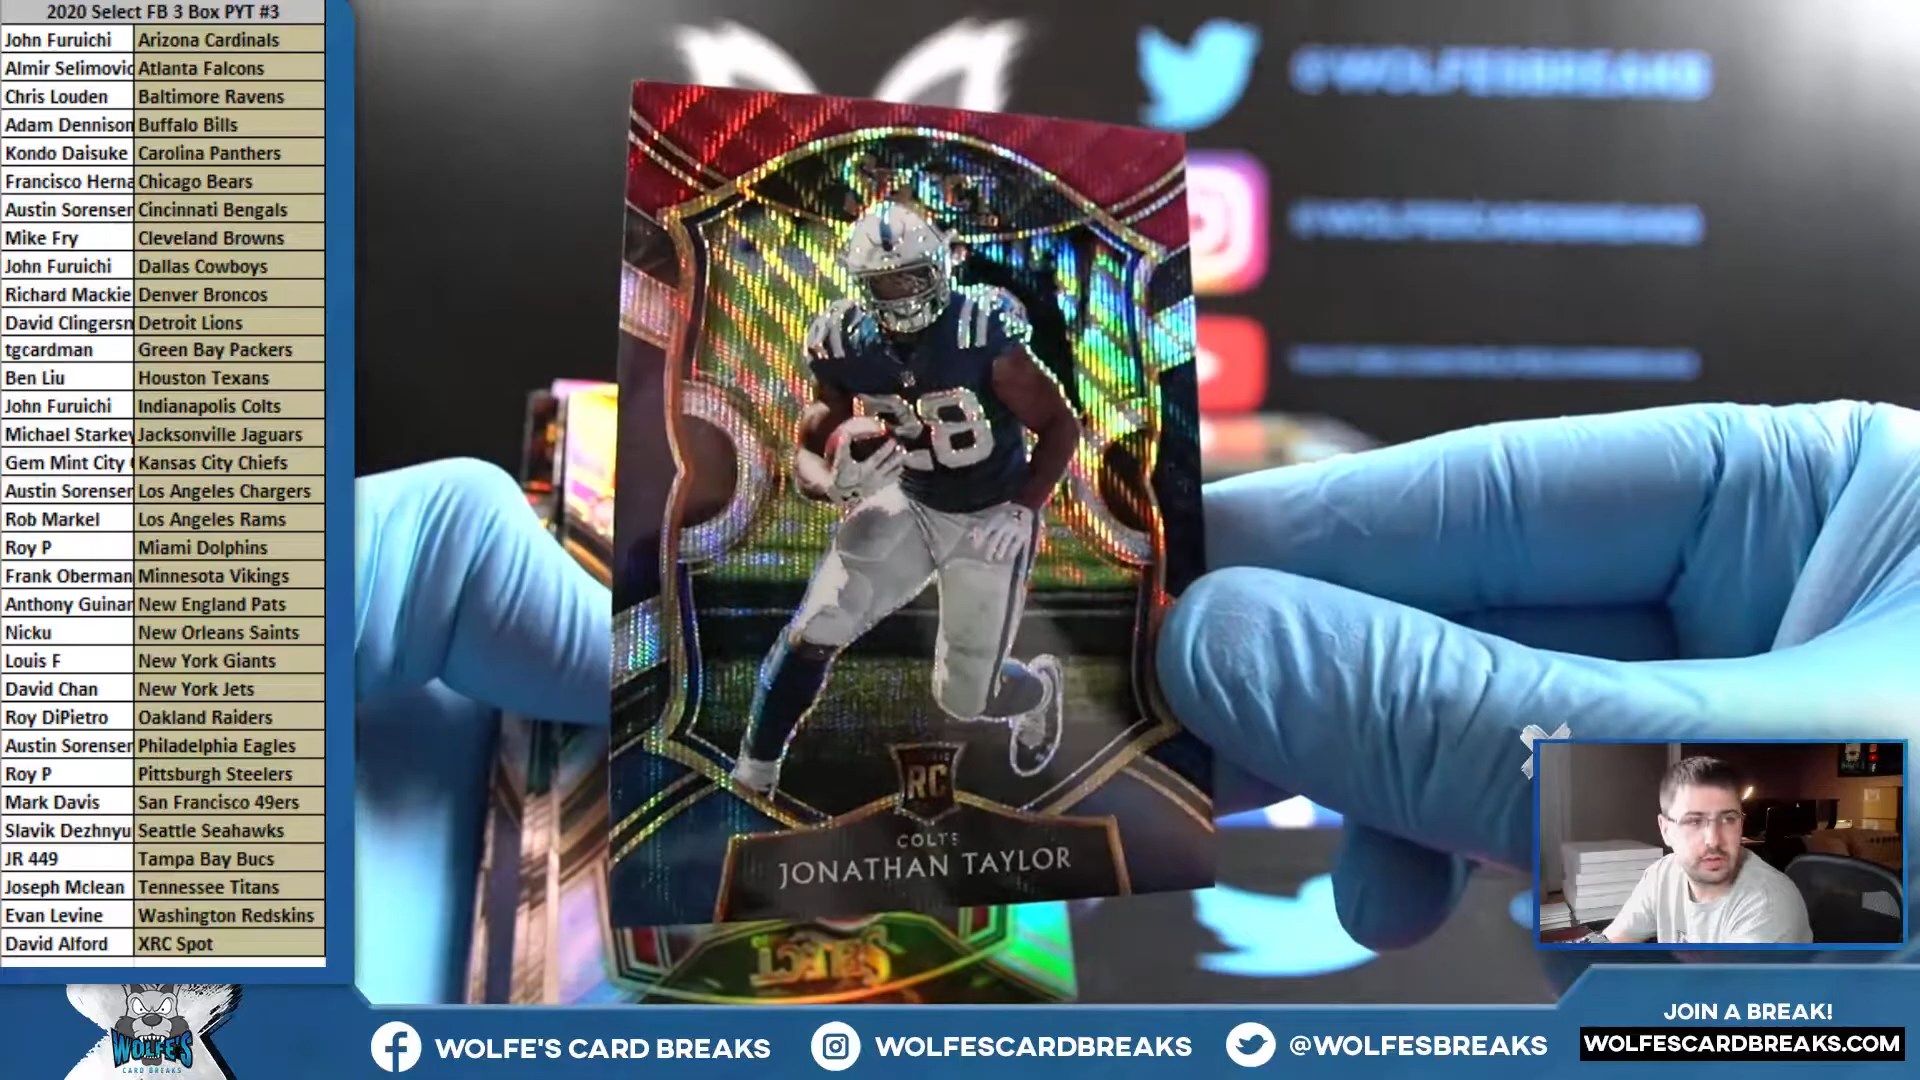 2020 Select FB 3 Box PYT #3
John Furuichi Arizona Cardinals
Almir Selimovic Atlanta Falcons
Chris Louden Baltimore Ravens
Adam Dennison Buffalo Bills
Kondo Daisuke Carolina Panthers
Francisco Herna Chicago Bears
Austin Sorensen Cincinnati Bengals
Mike Fry Cleveland Browns
John Furuichi Dallas Cowboys
Richard Mackie Denver Broncos
David Clingersn Detroit Lions
tgcardman Green Bay Packers
Ben Liu Houston Texans
John Furuichi Indianapolis Colts
Michael Starkey Jacksonville Jaguars
Gem Mint City Kansas City Chiefs
Austin Sorensen Los Angeles Chargers
Rob Markel Los Angeles Rams
Roy P Miami Dolphins
Frank Oberman Minnesota Vikings
Anthony Guinan New England Pats
Nicku New Orleans Saints
Louis F New York Giants
David Chan New York Jets
Roy DiPietro Oakland Raiders
Austin Sorensen Philadelphia Eagles
Roy P Pittsburgh Steelers
Mark Davis San Francisco 49ers
Slavik Dezhnyu Seattle Seahawks
JR 449 Tampa Bay Bucs
Joseph Mclean Tennessee Titans
Evan Levine Washington Redskins
David Alford XRC Spot
@WOLFESBREAKS
@WOLFESCARDBREAKS
28
RC
COLTS
JONATHAN TAYLOR
SELECT
WOLFE'S
CARD BREAKS
WOLFE'S CARD BREAKS
WOLFESCARDBREAKS
@WOLFESBREAKS
JOIN A BREAK!
WOLFESCARDBREAKS.COM